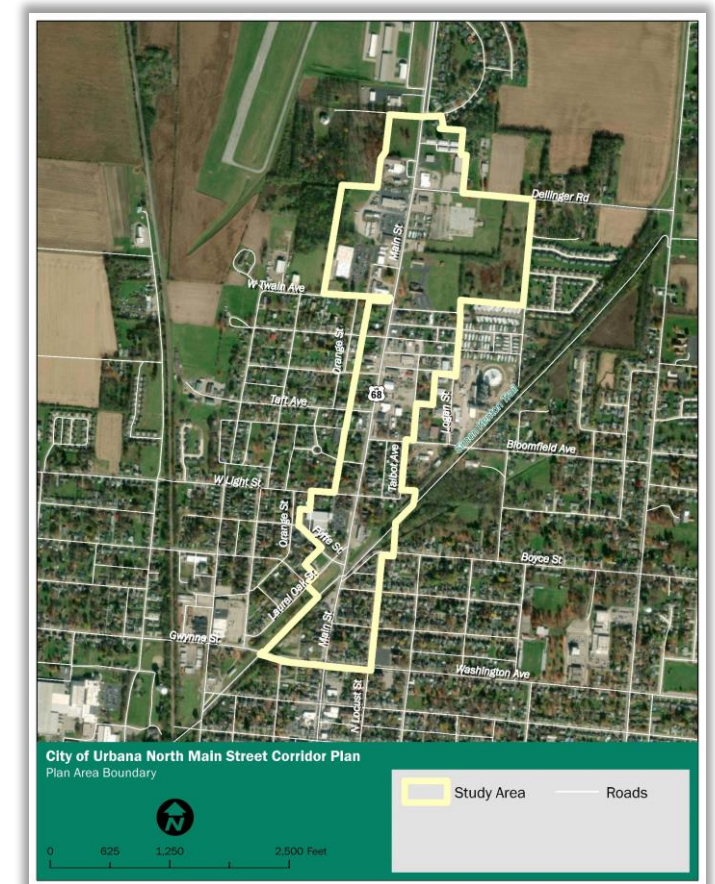 Dellinger Rd
Main St
W Twain Ave
Orange St
68
Taft Ave
Logan St
Bloomfield Ave
Talbot Ave
W Light St
Orange St
Fyffe St
Boyce St
Laurel Oak St
Main St
Gwynne St
Washington Ave
N Locust St
City of Urbana North Main Street Corridor Plan
Plan Area Boundary
N
Study Area Roads
0 625 1,250 2,500 Feet